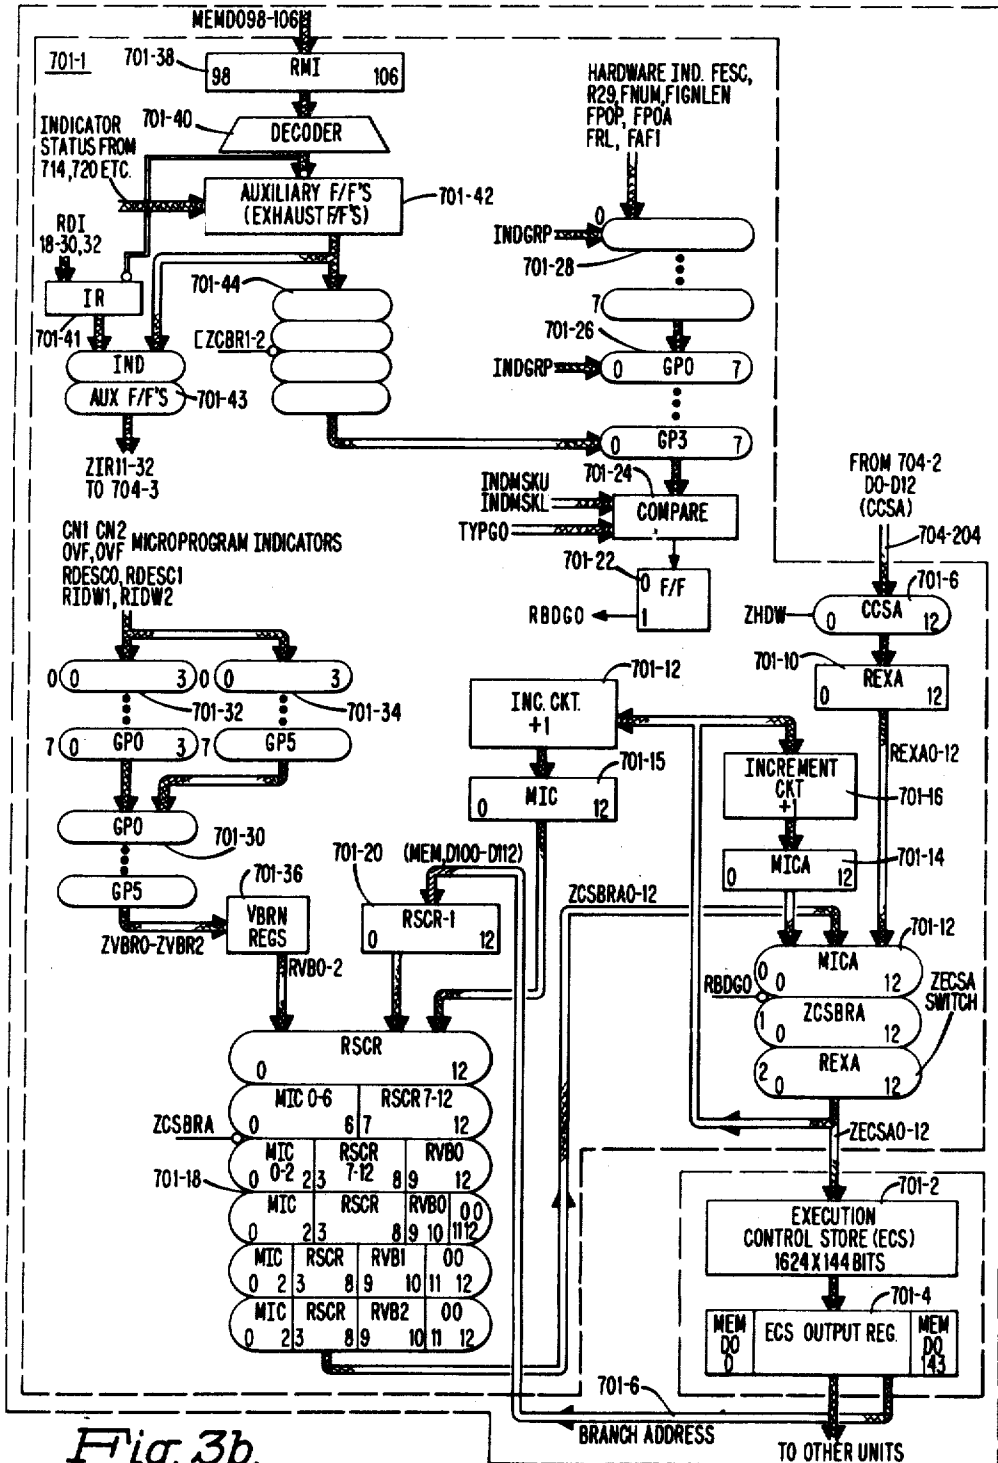 MEMD098-106
701-1
701-38
RMI
98 106
HARDWARE IND. FESC,
R29, FNUM, FIGNLEN
FPOP, FPOA
FRL, FAFI
701-40
DECODER
INDICATOR
STATUS FROM
714,720 ETC.
AUXILIARY F/F'S
(EXHAUST F/F'S)
701-42
RDI
18-30,32
0
INDGRP
701-28
701-44
IR
701-41
7
701-26
[ZCBR1-2
INDGRP
0 GP0 7
IND
AUX F/F'S
701-43
0 GP3 7
ZIR11-32
TO 704-3
701-24
INDMSKU
INDMSKL
COMPARE
TYPGO
FROM 704-2
D0-D12
(CCSA)
704-204
CN1 CN2
OVF, OVF MICROPROGRAM INDICATORS
RDESC0, RDESC1
RIDW1, RIDW2
701-22
0 F/F
1
RBDGO
701-6
ZHDW
CCSA
0 12
701-10
REXA
0 12
0 0 3 0 0 3
701-32
701-34
701-12
INC. CKT.
+1
7 0 GP0 3 7 GP5
701-15
MIC
0 12
INCREMENT
CKT
+1
701-16
REXA0-12
GP0
701-30
701-14
MICA
0 12
GP5
701-36
701-20
(MEM,D100-D112)
VBRN
REGS
RSCR-1
0 12
ZCSBRA0-12
ZVBR0-ZVBR2
RVB0-2
701-12
MICA
0 0 12
RBDGO
ZECSA
SWITCH
ZCSBRA
1 0 12
REXA
2 0 12
RSCR
0 12
MIC 0-6 RSCR 7-12
0 6 7 12
ZCSBRA
ZECSA0-12
MIC
0-2
RSCR
7-12
RVB0
0 2 3 8 9 12
701-18
MIC RSCR RVB0 00
0 2 3 8 9 10 11 12
MIC RSCR RVB1 00
0 2 3 8 9 10 11 12
MIC RSCR RVB2 00
0 2 3 8 9 10 11 12
701-2
EXECUTION
CONTROL STORE (ECS)
1624 X 144 BITS
701-4
MEM
D0
0
ECS OUTPUT REG.
MEM
D0
143
701-6
BRANCH ADDRESS
TO OTHER UNITS
Fig. 3b.